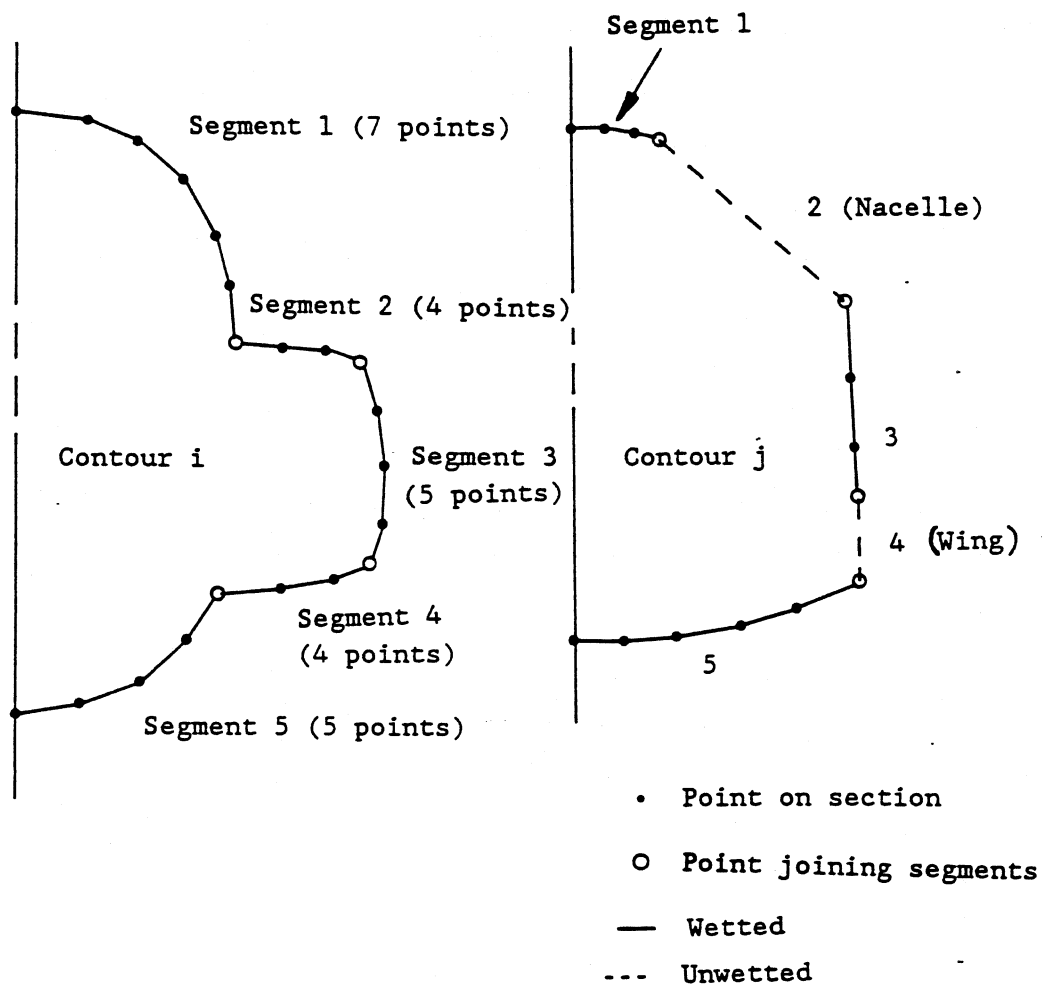 Segment 1
Segment 1 (7 points)
2 (Nacelle)
Segment 2 (4 points)
Contour i
Segment 3
(5 points)
Contour j
3
4 (Wing)
Segment 4
(4 points)
5
Segment 5 (5 points)
Point on section
Point joining segments
Wetted
Unwetted